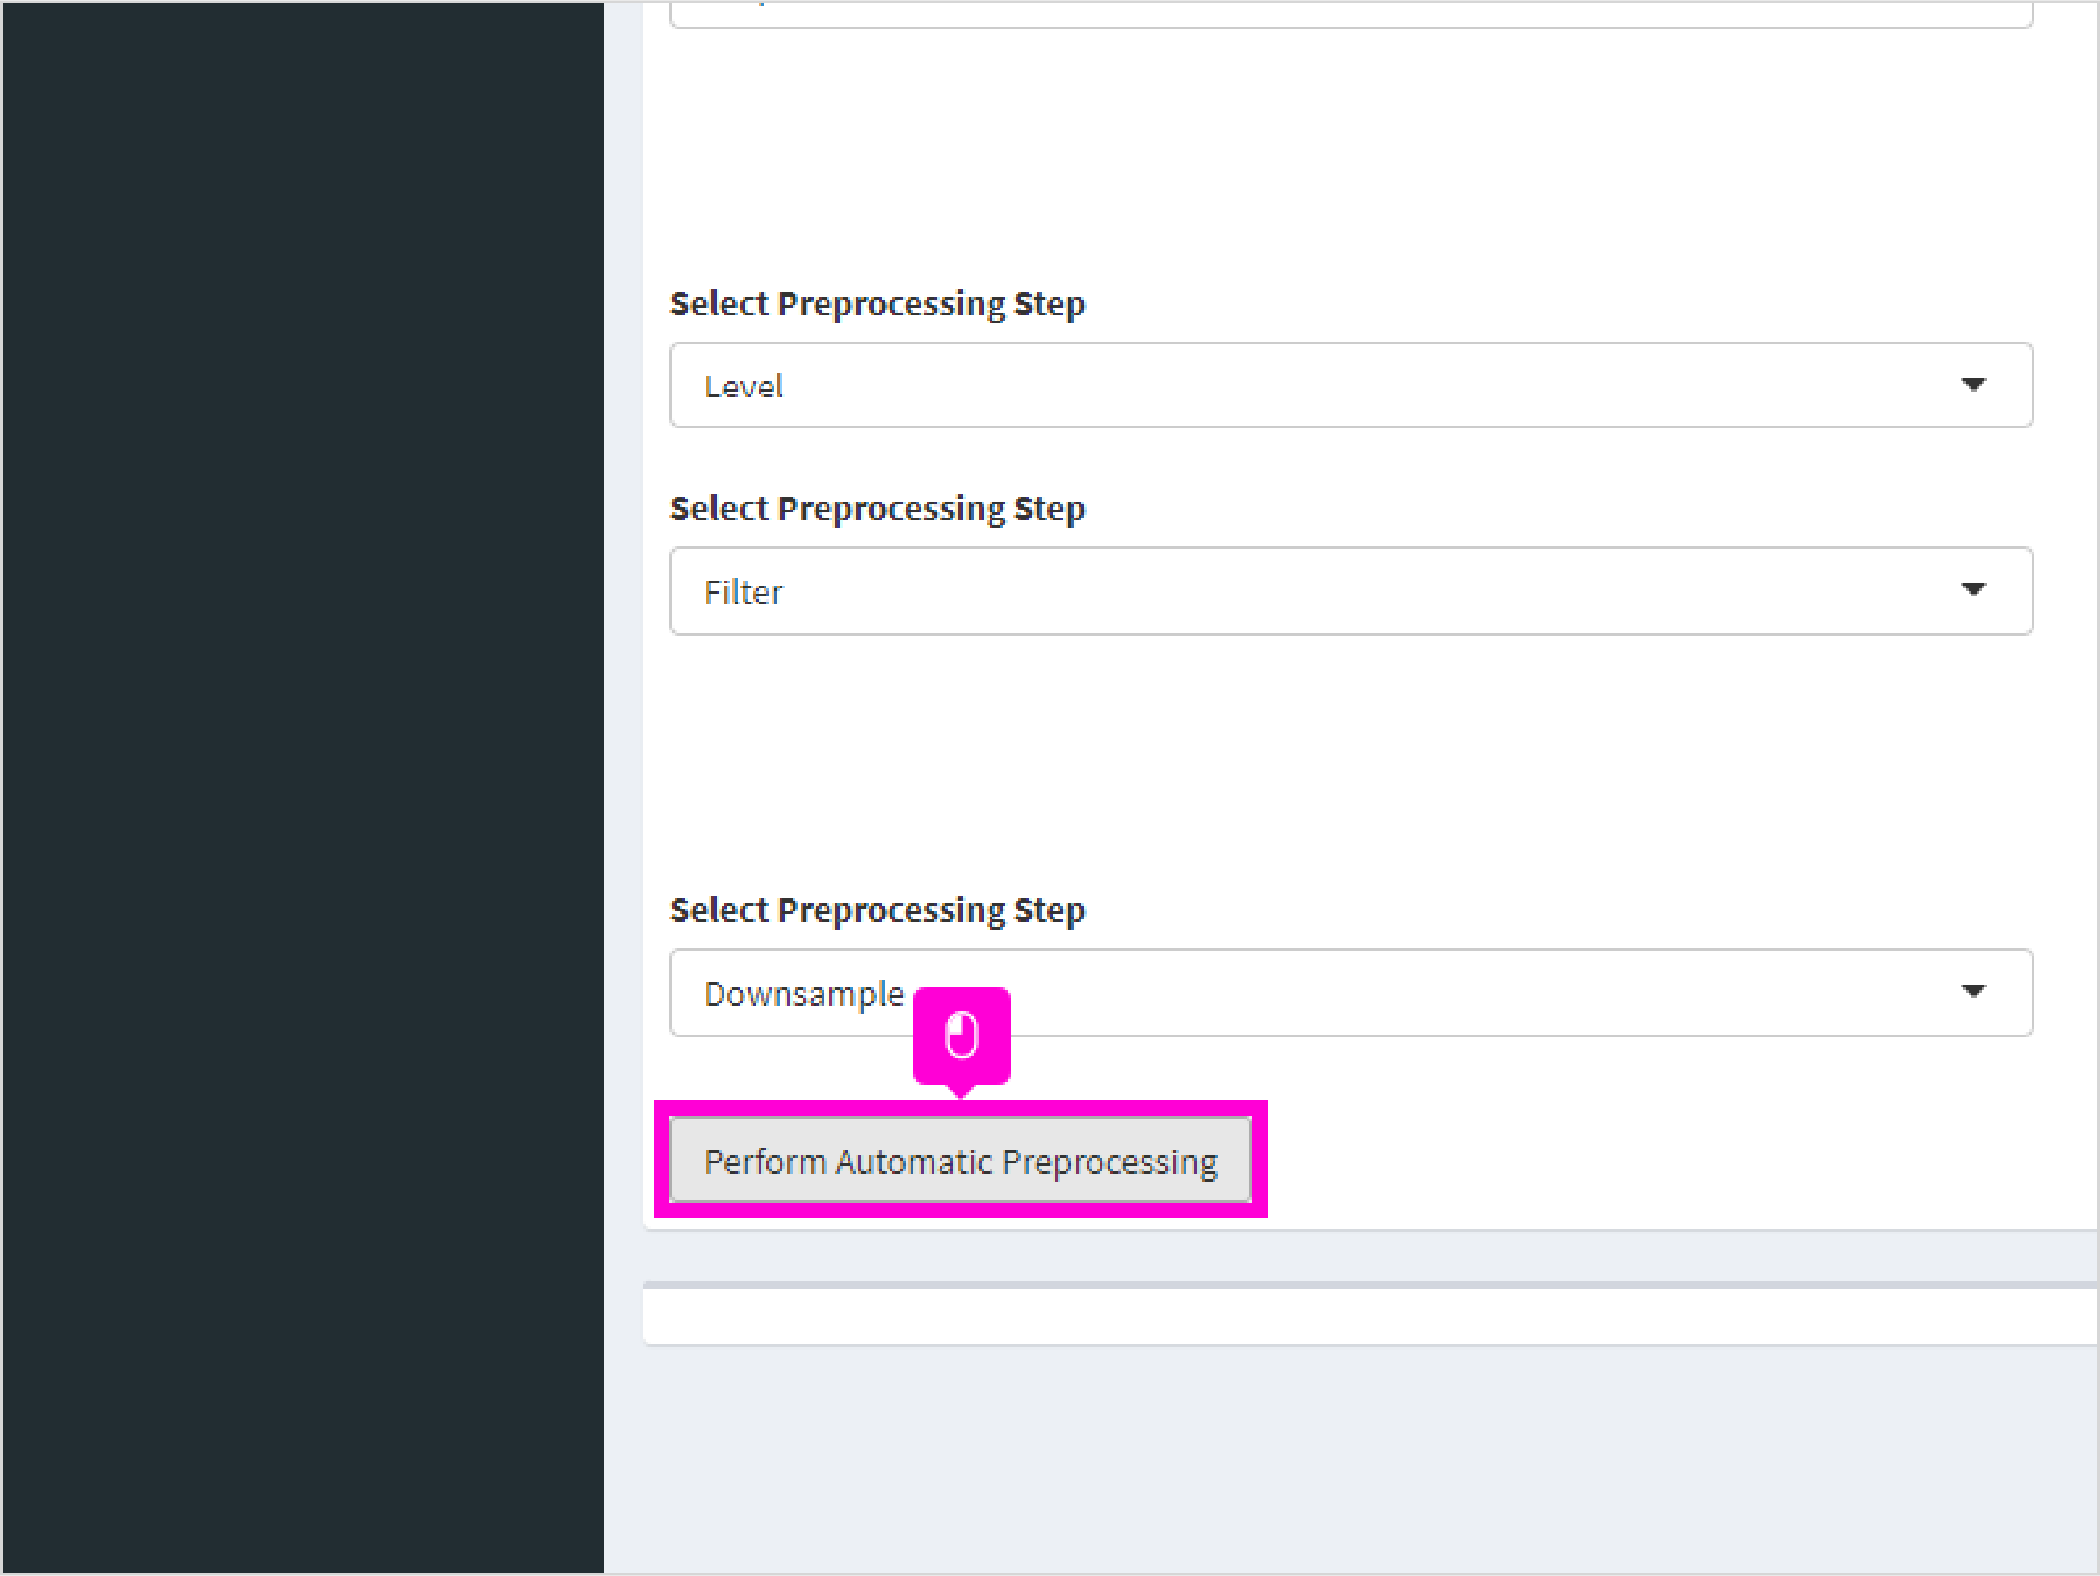 Select Preprocessing Step
Level
Select Preprocessing Step
Filter
Select Preprocessing Step
Downsample
Perform Automatic Preprocessing